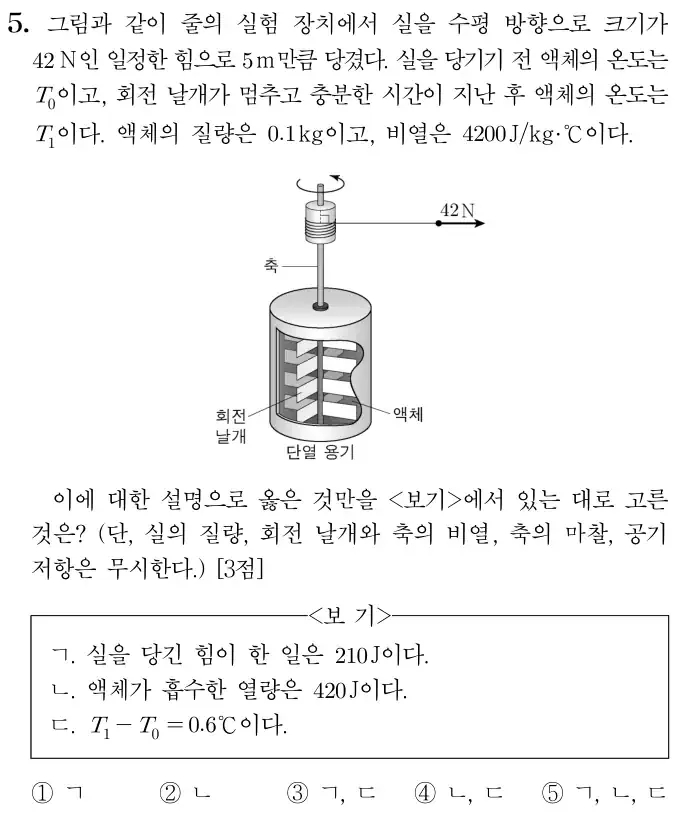 5. 그림과 같이 줄의 실험 장치에서 실을 수평 방향으로 크기가
42 N인 일정한 힘으로 5 m만큼 당겼다. 실을 당기기 전 액체의 온도는
T₀이고, 회전 날개가 멈추고 충분한 시간이 지난 후 액체의 온도는
T₁이다. 액체의 질량은 0.1 kg이고, 비열은 4200 J/kg·℃이다.
42 N
축
회전
날개
액체
단열 용기
이에 대한 설명으로 옳은 것만을 <보기>에서 있는 대로 고른
것은? (단, 실의 질량, 회전 날개와 축의 비열, 축의 마찰, 공기
저항은 무시한다.) [3점]
<보 기>
ㄱ. 실을 당긴 힘이 한 일은 210 J이다.
ㄴ. 액체가 흡수한 열량은 420 J이다.
ㄷ. T₁ − T₀ = 0.6℃이다.
① ㄱ ② ㄴ ③ ㄱ, ㄷ ④ ㄴ, ㄷ ⑤ ㄱ, ㄴ, ㄷ